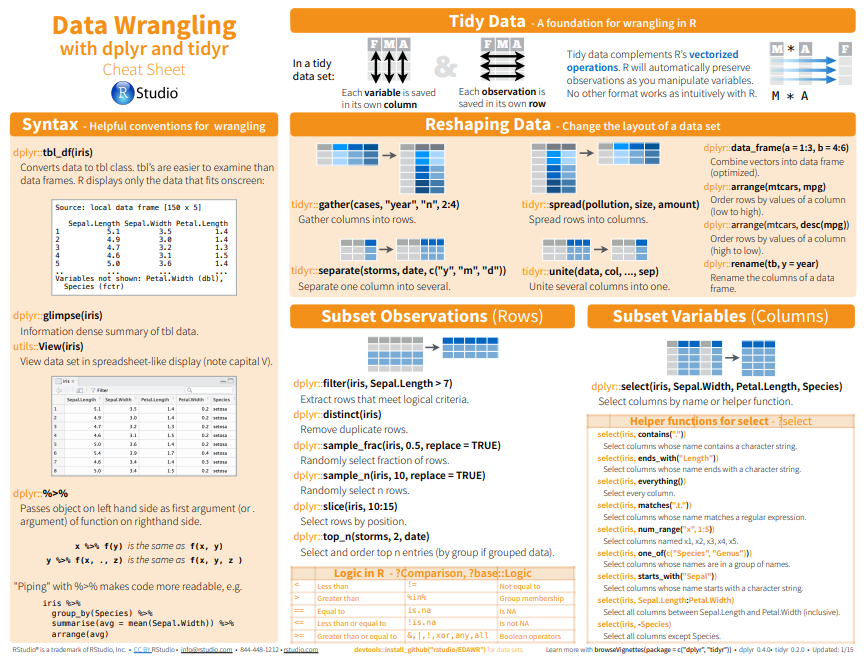 Data Wrangling
with dplyr and tidyr
Cheat Sheet
R Studio®
Tidy Data - A foundation for wrangling in R
In a tidy
data set:
F M A
F M A
&
Each variable is saved
in its own column
Each observation is
saved in its own row
Tidy data complements R's vectorized
operations. R will automatically preserve
observations as you manipulate variables.
No other format works as intuitively with R.
M * A F
M * A
Syntax - Helpful conventions for wrangling
dplyr::tbl_df(iris)
Converts data to tbl class. tbl's are easier to examine than
data frames. R displays only the data that fits onscreen:
Source: local data frame [150 x 5]
Sepal.Length Sepal.Width Petal.Length
1 5.1 3.5 1.4
2 4.9 3.0 1.4
3 4.7 3.2 1.3
4 4.6 3.1 1.5
5 5.0 3.6 1.4
.. ... ... ...
Variables not shown: Petal.Width (dbl),
Species (fctr)
dplyr::glimpse(iris)
Information dense summary of tbl data.
utils::View(iris)
View data set in spreadsheet-like display (note capital V).
iris ×
Filter
Sepal.Length Sepal.Width Petal.Length Petal.Width Species
1 5.1 3.5 1.4 0.2 setosa
2 4.9 3.0 1.4 0.2 setosa
3 4.7 3.2 1.3 0.2 setosa
4 4.6 3.1 1.5 0.2 setosa
5 5.0 3.6 1.4 0.2 setosa
6 5.4 3.9 1.7 0.4 setosa
7 4.6 3.4 1.4 0.3 setosa
8 5.0 3.4 1.5 0.2 setosa
dplyr::%>%
Passes object on left hand side as first argument (or .
argument) of function on righthand side.
x %>% f(y) is the same as f(x, y)
y %>% f(x, ., z) is the same as f(x, y, z )
"Piping" with %>% makes code more readable, e.g.
iris %>%
group_by(Species) %>%
summarise(avg = mean(Sepal.Width)) %>%
arrange(avg)
Reshaping Data - Change the layout of a data set
tidyr::gather(cases, "year", "n", 2:4)
Gather columns into rows.
tidyr::spread(pollution, size, amount)
Spread rows into columns.
tidyr::separate(storms, date, c("y", "m", "d"))
Separate one column into several.
tidyr::unite(data, col, ..., sep)
Unite several columns into one.
dplyr::data_frame(a = 1:3, b = 4:6)
Combine vectors into data frame
(optimized).
dplyr::arrange(mtcars, mpg)
Order rows by values of a column
(low to high).
dplyr::arrange(mtcars, desc(mpg))
Order rows by values of a column
(high to low).
dplyr::rename(tb, y = year)
Rename the columns of a data
frame.
Subset Observations (Rows)
dplyr::filter(iris, Sepal.Length > 7)
Extract rows that meet logical criteria.
dplyr::distinct(iris)
Remove duplicate rows.
dplyr::sample_frac(iris, 0.5, replace = TRUE)
Randomly select fraction of rows.
dplyr::sample_n(iris, 10, replace = TRUE)
Randomly select n rows.
dplyr::slice(iris, 10:15)
Select rows by position.
dplyr::top_n(storms, 2, date)
Select and order top n entries (by group if grouped data).
Logic in R - ?Comparison, ?base::Logic
< Less than != Not equal to
> Greater than %in% Group membership
== Equal to is.na Is NA
<= Less than or equal to !is.na Is not NA
>= Greater than or equal to &,|,!,xor,any,all Boolean operators
Subset Variables (Columns)
dplyr::select(iris, Sepal.Width, Petal.Length, Species)
Select columns by name or helper function.
Helper functions for select - ?select
select(iris, contains("."))
Select columns whose name contains a character string.
select(iris, ends_with("Length"))
Select columns whose name ends with a character string.
select(iris, everything())
Select every column.
select(iris, matches(".t."))
Select columns whose name matches a regular expression.
select(iris, num_range("x", 1:5))
Select columns named x1, x2, x3, x4, x5.
select(iris, one_of(c("Species", "Genus")))
Select columns whose names are in a group of names.
select(iris, starts_with("Sepal"))
Select columns whose name starts with a character string.
select(iris, Sepal.Length:Petal.Width)
Select all columns between Sepal.Length and Petal.Width (inclusive).
select(iris, -Species)
Select all columns except Species.
RStudio® is a trademark of RStudio, Inc. • CC BY RStudio • info@rstudio.com • 844-448-1212 • rstudio.com
devtools::install_github("rstudio/EDAWR") for data sets
Learn more with browseVignettes(package = c("dplyr", "tidyr")) • dplyr 0.4.0• tidyr 0.2.0 • Updated: 1/15